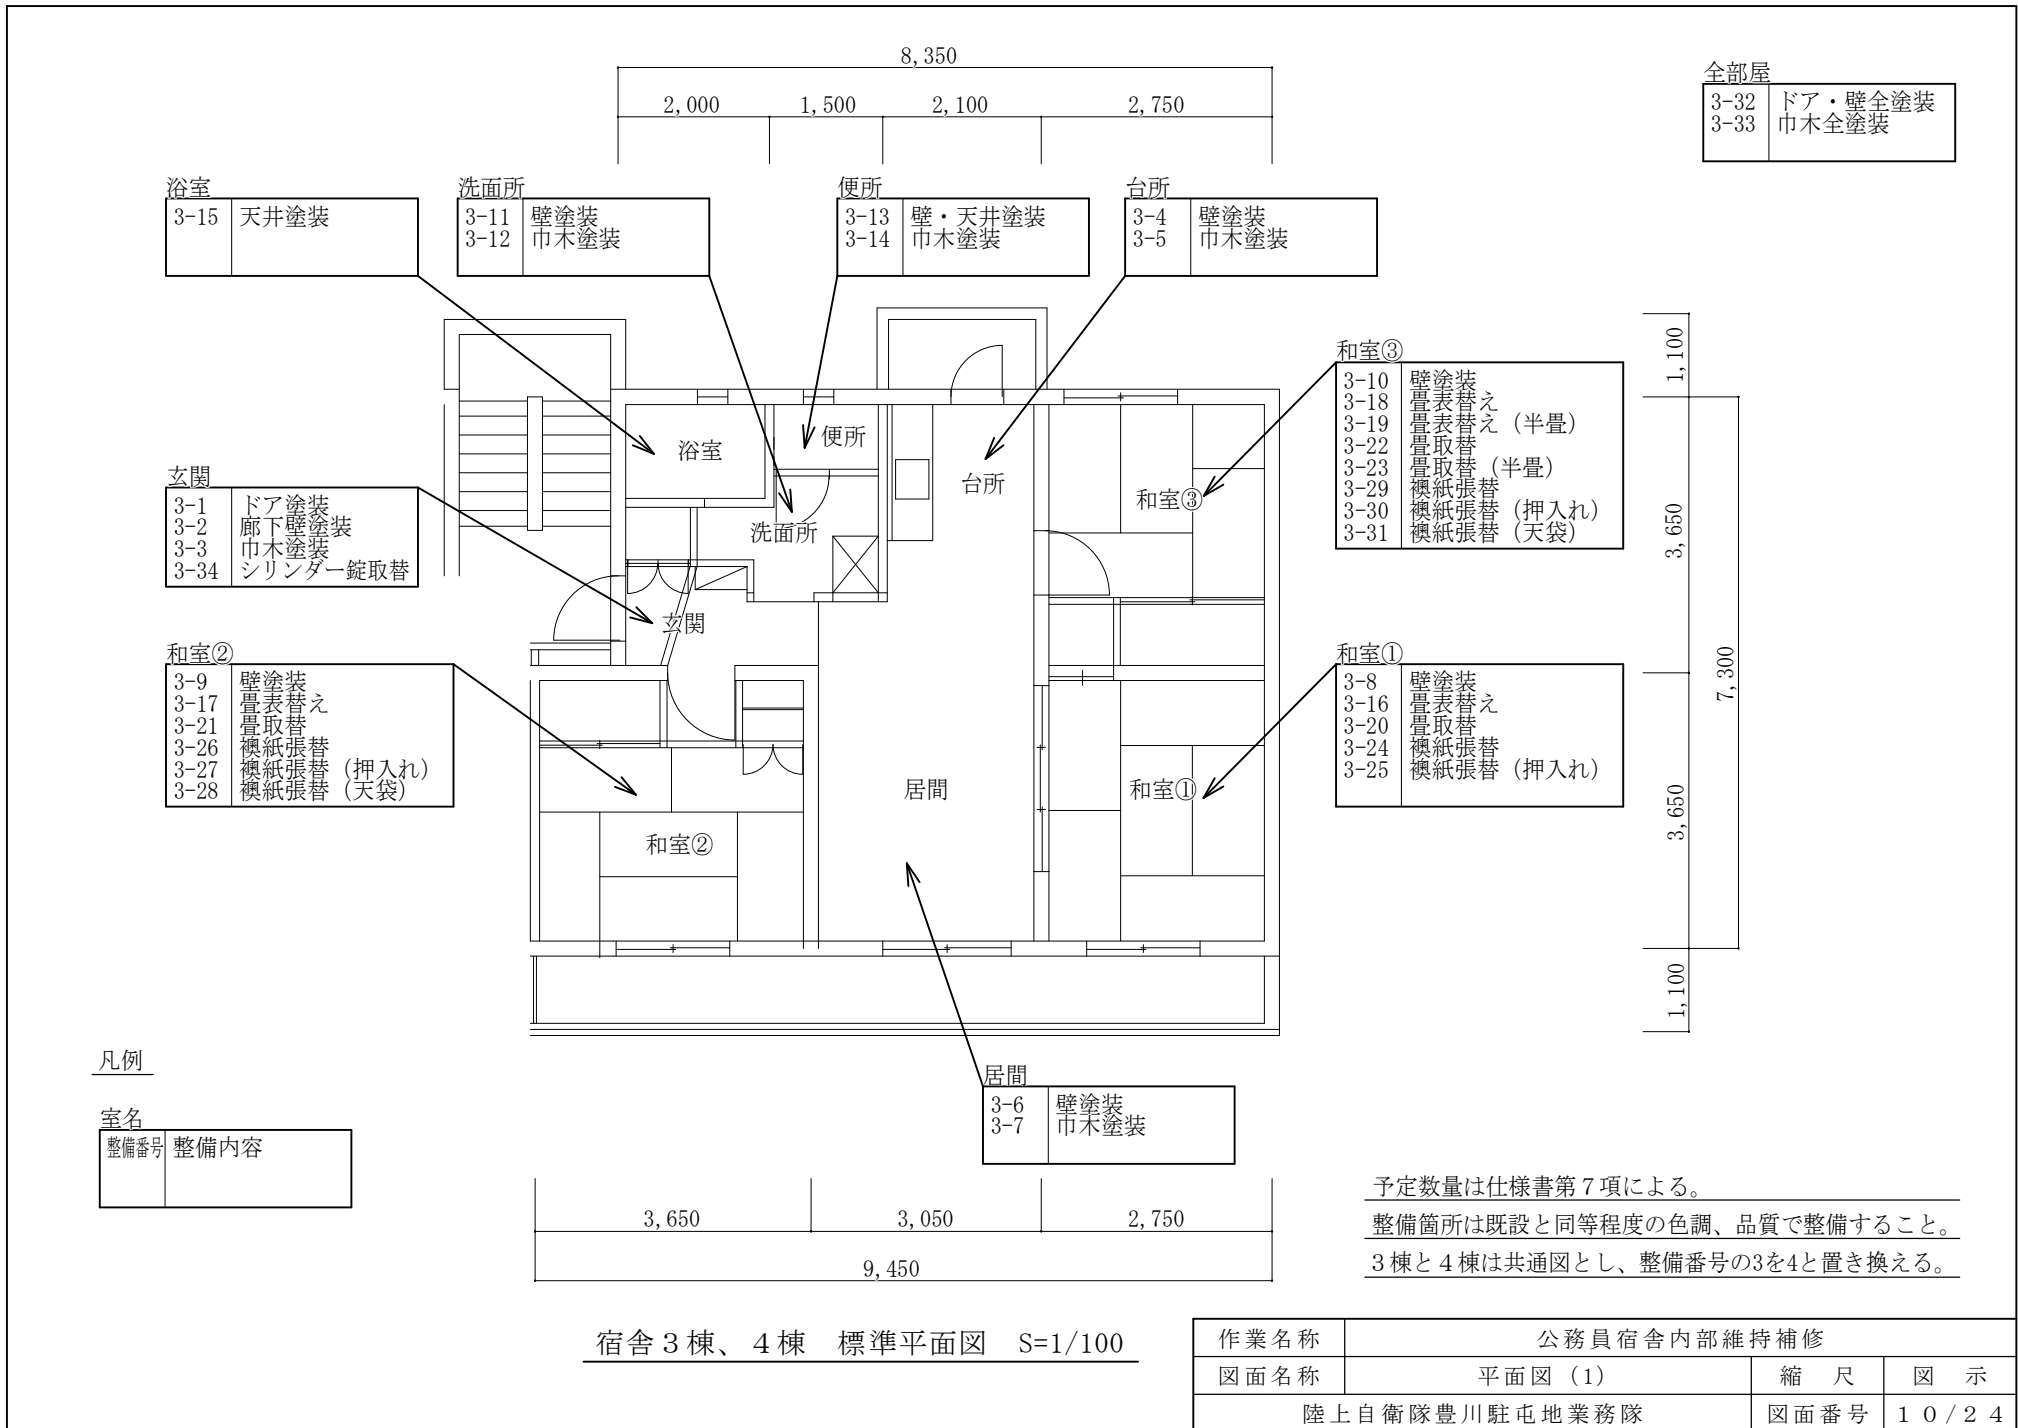 8,350
2,000 1,500 2,100 2,750
全部屋
3-32 ドア・壁全塗装
3-33 巾木全塗装
浴室
3-15 天井塗装
洗面所
3-11 壁塗装
3-12 巾木塗装
便所
3-13 壁・天井塗装
3-14 巾木塗装
台所
3-4 壁塗装
3-5 巾木塗装
和室③
3-10 壁塗装
3-18 畳表替え
3-19 畳表替え（半畳）
3-22 畳取替
3-23 畳取替（半畳）
3-29 襖紙張替
3-30 襖紙張替（押入れ）
3-31 襖紙張替（天袋）
玄関
3-1 ドア塗装
3-2 廊下壁塗装
3-3 巾木塗装
3-34 シリンダー錠取替
和室②
3-9 壁塗装
3-17 畳表替え
3-21 畳取替
3-26 襖紙張替
3-27 襖紙張替（押入れ）
3-28 襖紙張替（天袋）
和室①
3-8 壁塗装
3-16 畳表替え
3-20 畳取替
3-24 襖紙張替
3-25 襖紙張替（押入れ）
浴室
便所
洗面所
台所
和室③
玄関
居間
和室①
和室②
1,100
3,650
7,300
3,650
1,100
居間
3-6 壁塗装
3-7 巾木塗装
凡例
室名
整備番号 整備内容
3,650 3,050 2,750
9,450
予定数量は仕様書第７項による。
整備箇所は既設と同等程度の色調、品質で整備すること。
３棟と４棟は共通図とし、整備番号の3を4と置き換える。
宿舎３棟、４棟　標準平面図　S=1/100
作業名称 公務員宿舎内部維持補修
図面名称 平面図（1） 縮　尺 図　示
陸上自衛隊豊川駐屯地業務隊 図面番号 １０/２４